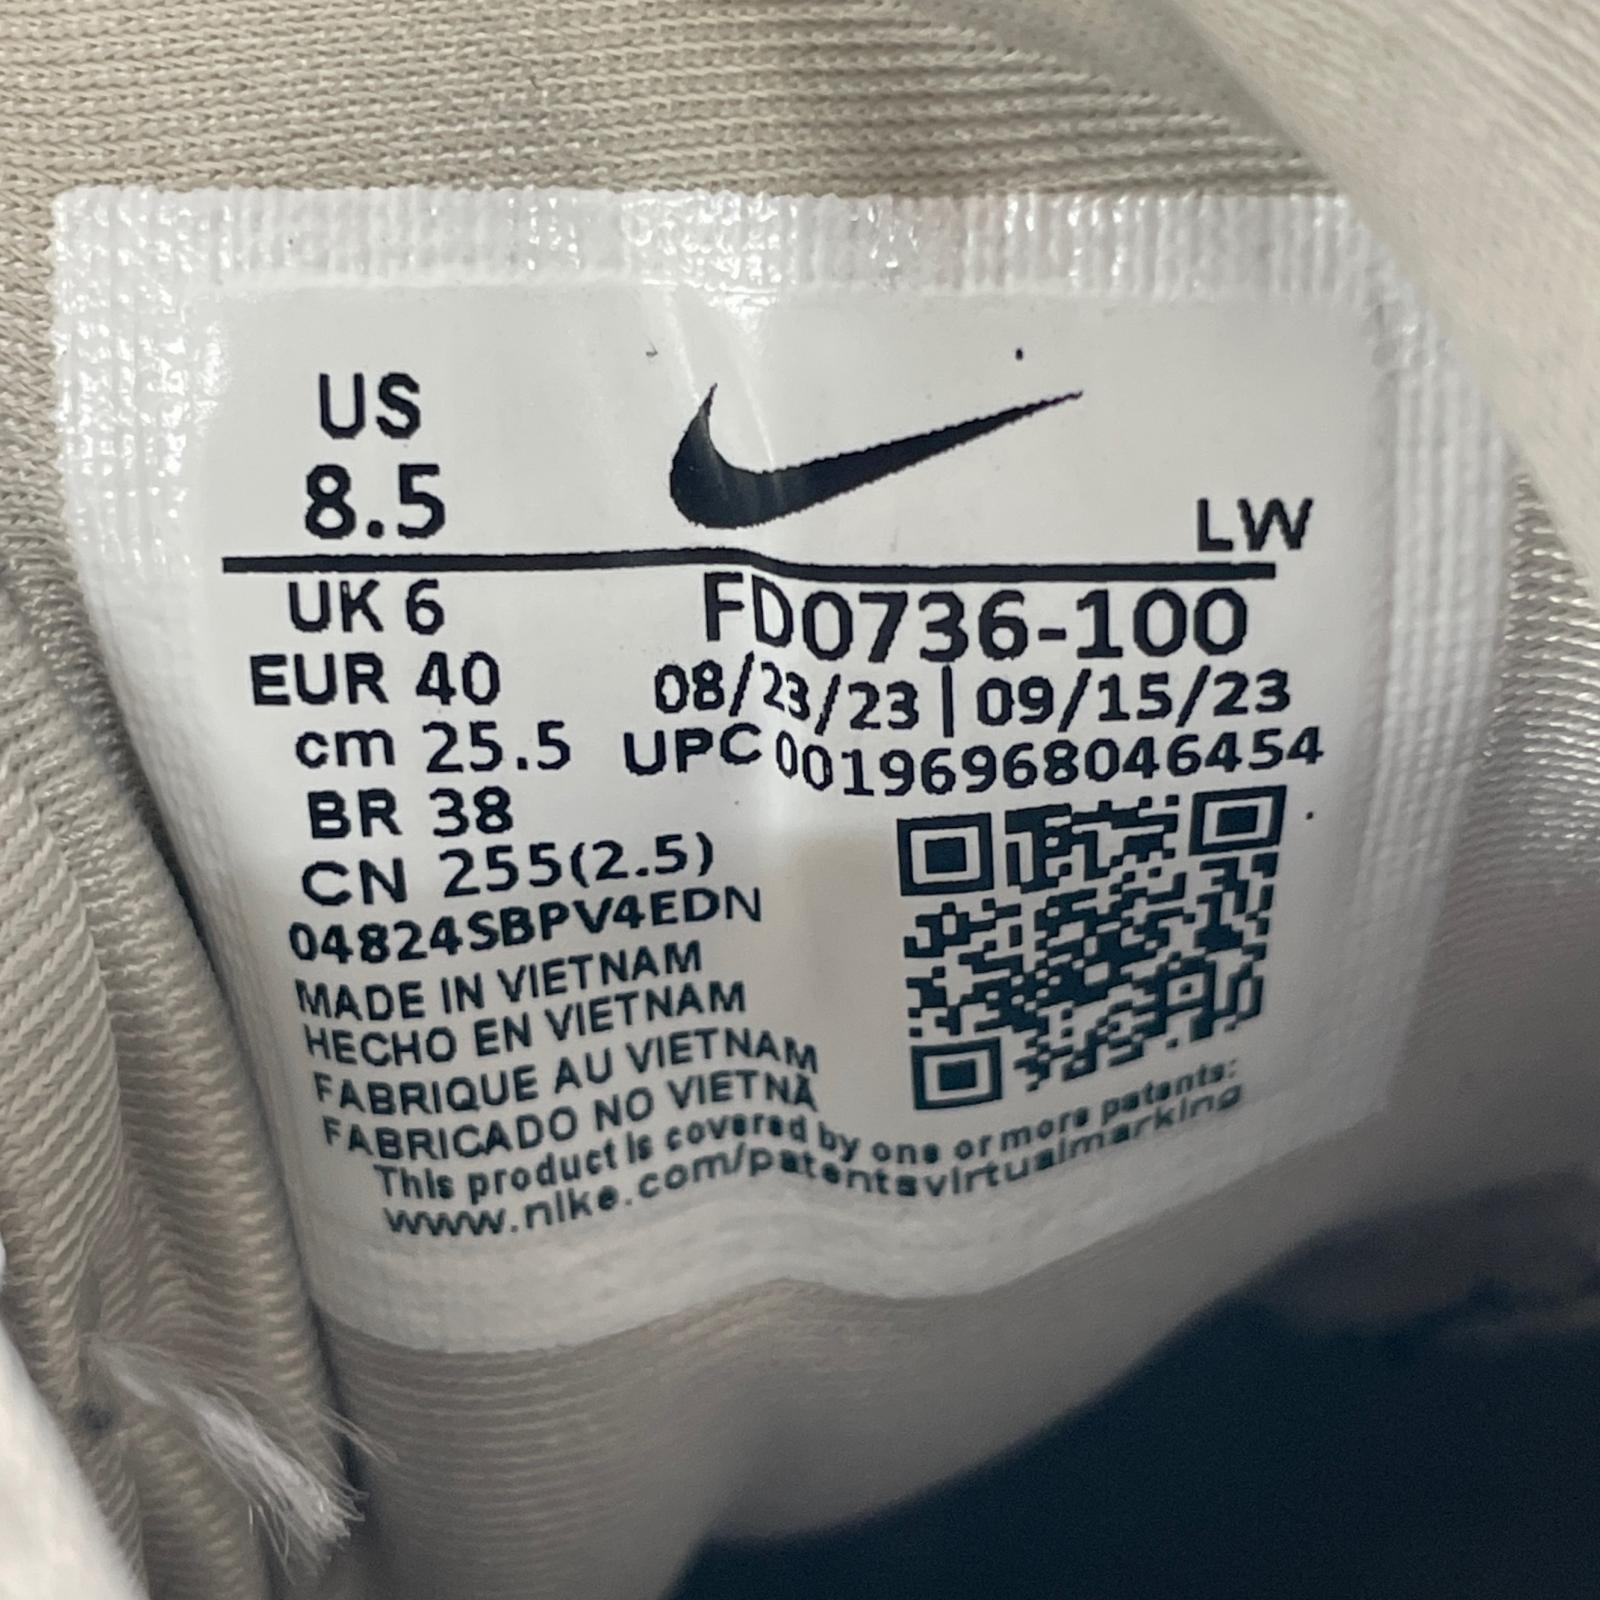 US
8.5
LW
UK 6
FD0736-100
EUR 40
08/23/23 | 09/15/23
cm 25.5
UPC 00196968046454
BR 38
CN 255(2.5)
04824SBPV4EDN
MADE IN VIETNAM
HECHO EN VIETNAM
FABRIQUE AU VIETNAM
FABRICADO NO VIETNÃ
This product is covered by one or more patents:
www.nike.com/patentsvirtualmarking